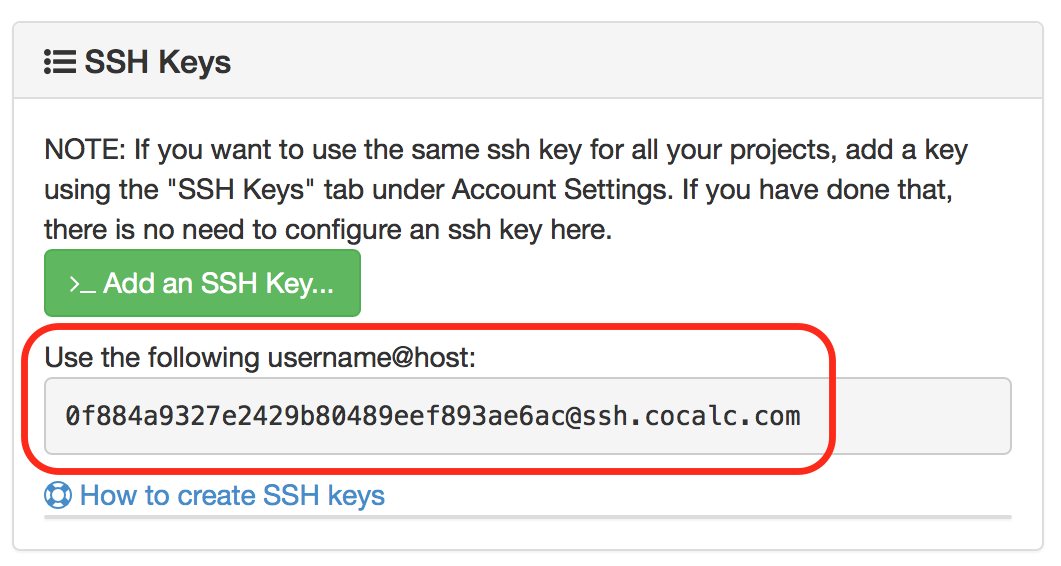 SSH Keys
NOTE: If you want to use the same ssh key for all your projects, add a key
using the "SSH Keys" tab under Account Settings. If you have done that,
there is no need to configure an ssh key here.
>_ Add an SSH Key...
Use the following username@host:
0f884a9327e2429b80489eef893ae6ac@ssh.cocalc.com
How to create SSH keys